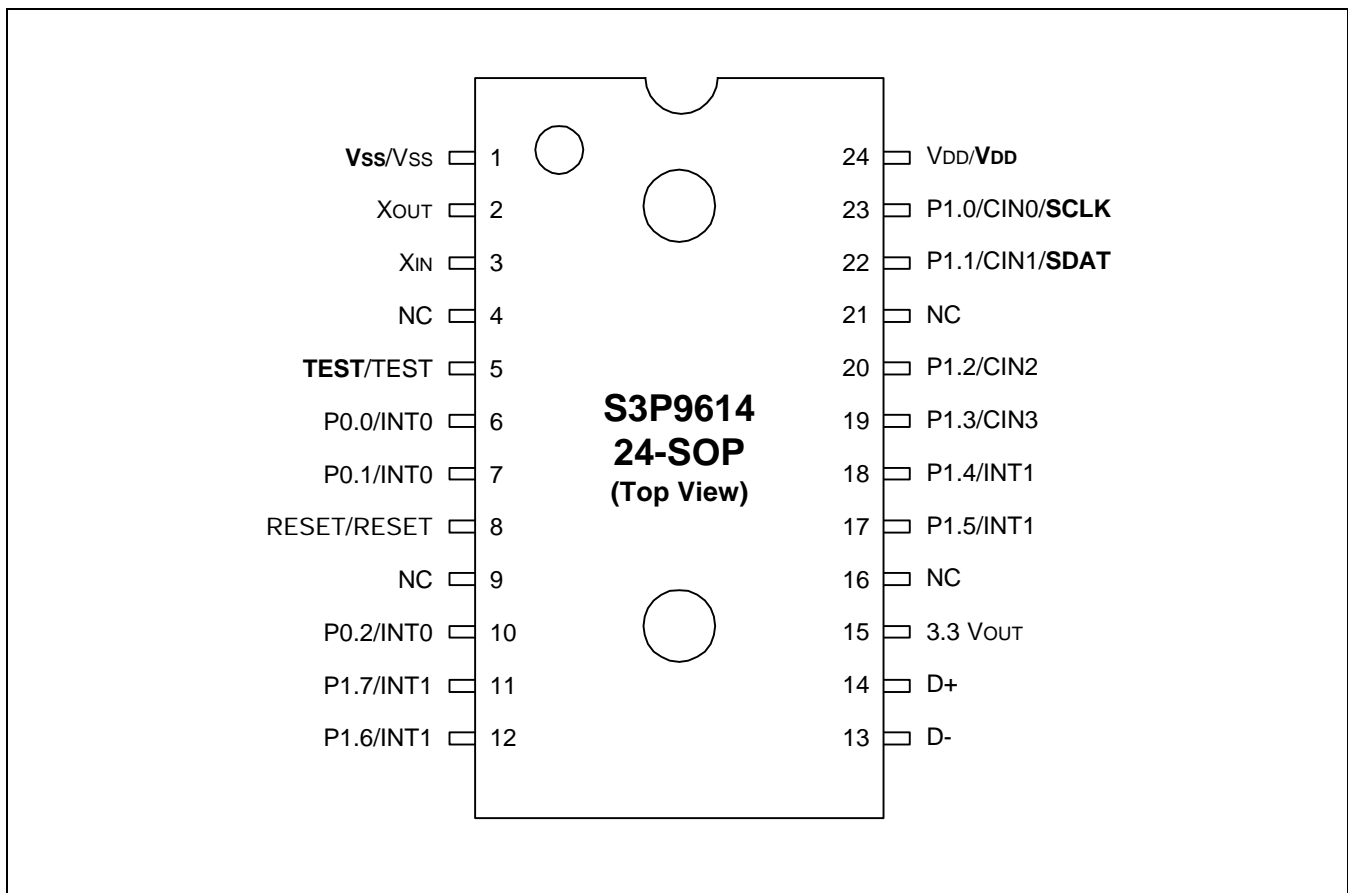 Vss/Vss 1
XOUT 2
XIN 3
NC 4
TEST/TEST 5
P0.0/INT0 6
P0.1/INT0 7
RESET/RESET 8
NC 9
P0.2/INT0 10
P1.7/INT1 11
P1.6/INT1 12
S3P9614
24-SOP
(Top View)
24 VDD/VDD
23 P1.0/CIN0/SCLK
22 P1.1/CIN1/SDAT
21 NC
20 P1.2/CIN2
19 P1.3/CIN3
18 P1.4/INT1
17 P1.5/INT1
16 NC
15 3.3 VOUT
14 D+
13 D-